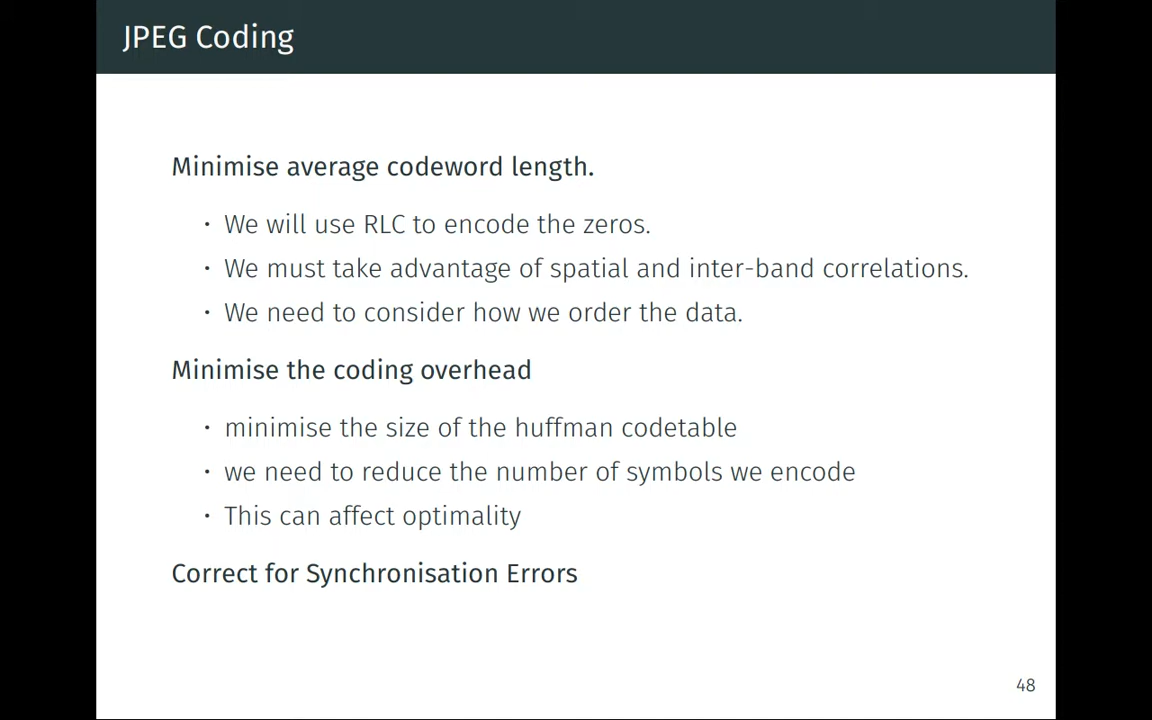 JPEG Coding
Minimise average codeword length.
· We will use RLC to encode the zeros.
· We must take advantage of spatial and inter-band correlations.
· We need to consider how we order the data.
Minimise the coding overhead
· minimise the size of the huffman codetable
· we need to reduce the number of symbols we encode
· This can affect optimality
Correct for Synchronisation Errors
48